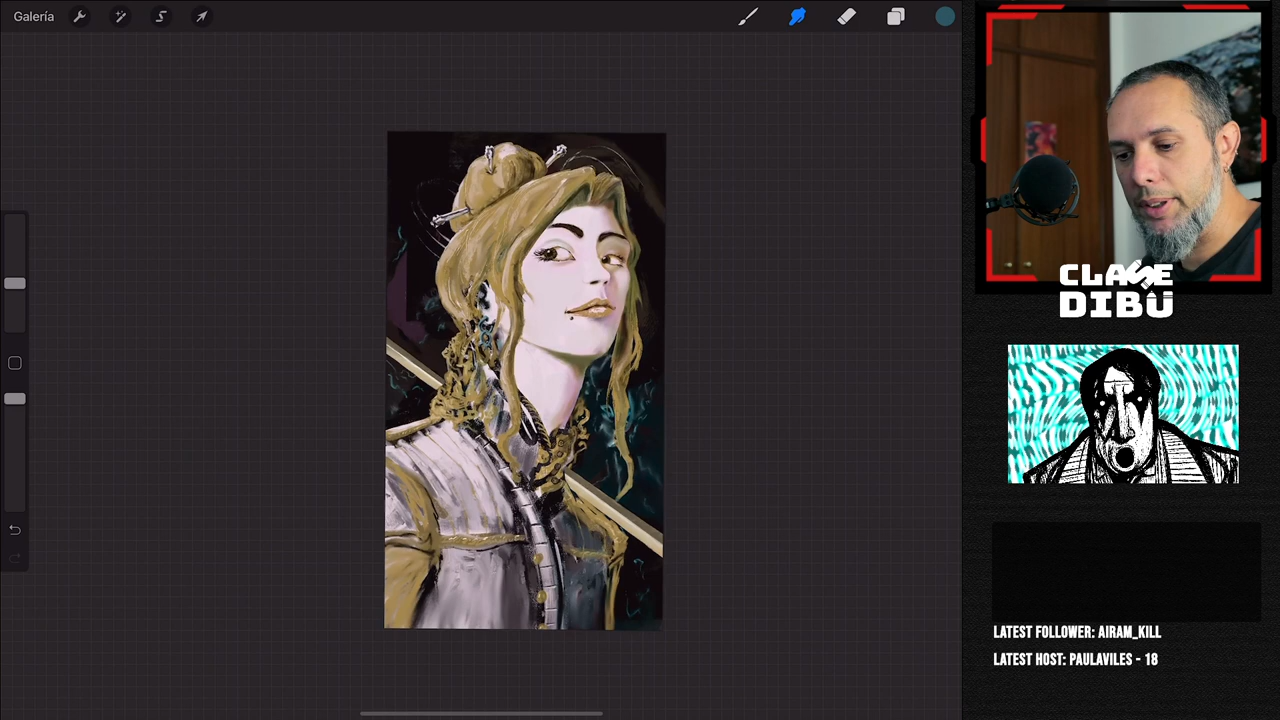 Galería
CLASE
DIBU
LATEST FOLLOWER: AIRAM_KILL
LATEST HOST: PAULAVILES - 18